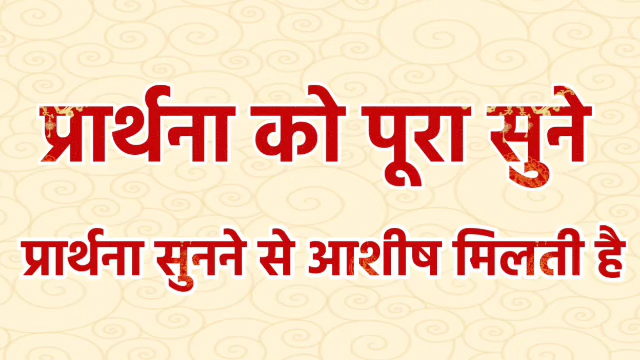 प्रार्थना को पूरा सुने
प्रार्थना सुनने से आशीष मिलती है